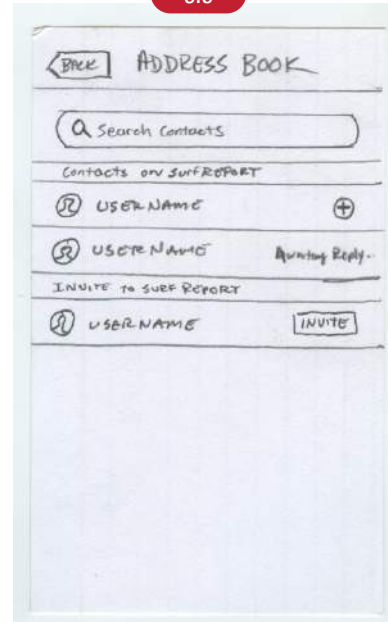 BACK ADDRESS BOOK
Search Contacts
Contacts on SurfREPORT
USERNAME
USERNAME Awaiting Reply..
INVITE TO SURF REPORT
USERNAME INVITE